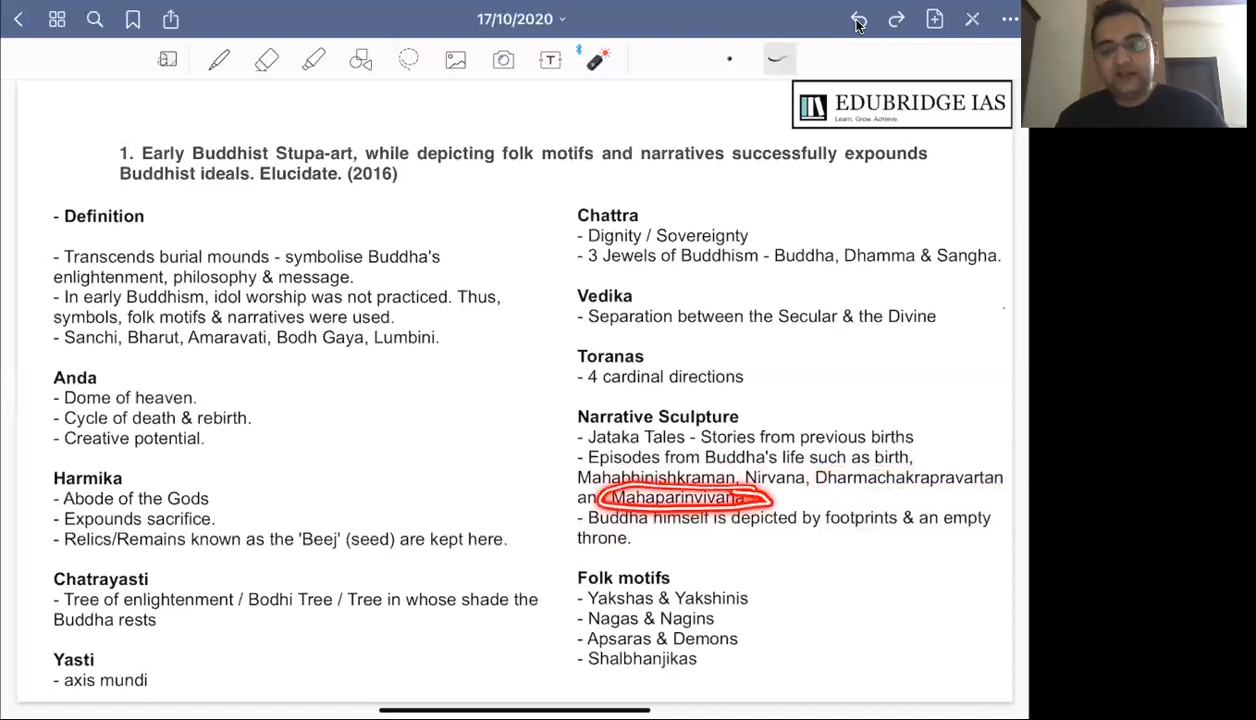 17/10/2020
EDUBRIDGE IAS
Learn. Grow. Achieve.
1. Early Buddhist Stupa-art, while depicting folk motifs and narratives successfully expounds
Buddhist ideals. Elucidate. (2016)
- Definition
- Transcends burial mounds - symbolise Buddha's
enlightenment, philosophy & message.
- In early Buddhism, idol worship was not practiced. Thus,
symbols, folk motifs & narratives were used.
- Sanchi, Bharut, Amaravati, Bodh Gaya, Lumbini.
Anda
- Dome of heaven.
- Cycle of death & rebirth.
- Creative potential.
Harmika
- Abode of the Gods
- Expounds sacrifice.
- Relics/Remains known as the 'Beej' (seed) are kept here.
Chatrayasti
- Tree of enlightenment / Bodhi Tree / Tree in whose shade the
Buddha rests
Yasti
- axis mundi
Chattra
- Dignity / Sovereignty
- 3 Jewels of Buddhism - Buddha, Dhamma & Sangha.
Vedika
- Separation between the Secular & the Divine
Toranas
- 4 cardinal directions
Narrative Sculpture
- Jataka Tales - Stories from previous births
- Episodes from Buddha's life such as birth,
Mahabhinishkraman, Nirvana, Dharmachakrapravartan
an Mahaparinvivana
- Buddha himself is depicted by footprints & an empty
throne.
Folk motifs
- Yakshas & Yakshinis
- Nagas & Nagins
- Apsaras & Demons
- Shalbhanjikas